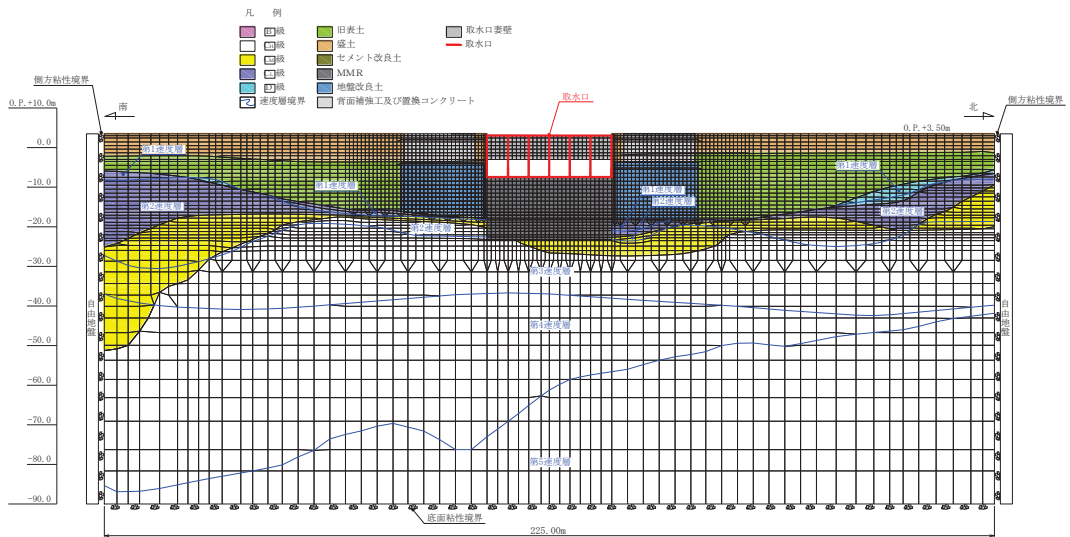 凡 例
B級
CH級
CM級
CL級
D級
速度層境界
旧表土
盛土
セメント改良土
MMR
地盤改良土
背面補強工及び置換コンクリート
取水口妻壁
取水口
側方粘性境界
O.P.+10.0m
南
取水口
北
側方粘性境界
O.P.+3.50m
0.0
-10.0
-20.0
-30.0
-40.0
-50.0
-60.0
-70.0
-80.0
-90.0
第1速度層
第1速度層
第1速度層
第1速度層
第2速度層
第2速度層
第2速度層
第2速度層
第3速度層
第4速度層
第5速度層
自由地盤
自由地盤
底面粘性境界
225.00m